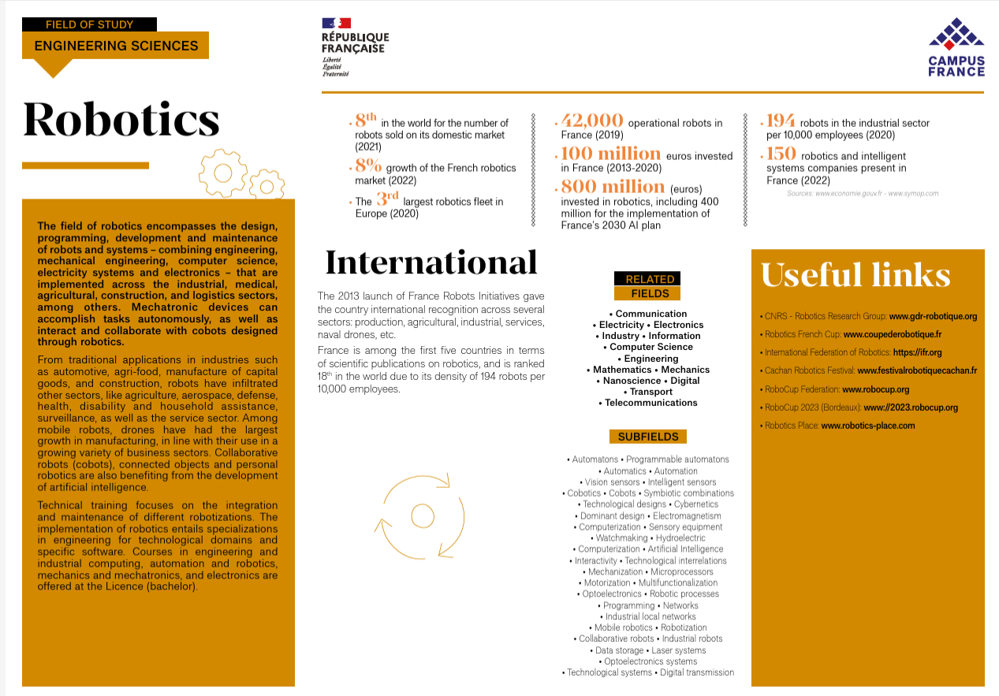 FIELD OF STUDY
ENGINEERING SCIENCES
Robotics
The field of robotics encompasses the design,
programming, development and maintenance
of robots and systems – combining engineering,
mechanical engineering, computer science,
electricity systems and electronics – that are
implemented across the industrial, medical,
agricultural, construction, and logistics sectors,
among others. Mechatronic devices can
accomplish tasks autonomously, as well as
interact and collaborate with cobots designed
through robotics.
From traditional applications in industries such
as automotive, agri-food, manufacture of capital
goods, and construction, robots have infiltrated
other sectors, like agriculture, aerospace, defense,
health, disability and household assistance,
surveillance, as well as the service sector. Among
mobile robots, drones have had the largest
growth in manufacturing, in line with their use in a
growing variety of business sectors. Collaborative
robots (cobots), connected objects and personal
robotics are also benefiting from the development
of artificial intelligence.
Technical training focuses on the integration
and maintenance of different robotizations. The
implementation of robotics entails specializations
in engineering for technological domains and
specific software. Courses in engineering and
industrial computing, automation and robotics,
mechanics and mechatronics, and electronics are
offered at the Licence (bachelor).
RÉPUBLIQUE
FRANÇAISE
Liberté
Égalité
Fraternité
CAMPUS
FRANCE
• 8th in the world for the number of
robots sold on its domestic market
(2021)
• 8% growth of the French robotics
market (2022)
• The 3rd largest robotics fleet in
Europe (2020)
• 42,000 operational robots in
France (2019)
• 100 million euros invested
in France (2013-2020)
• 800 million (euros)
invested in robotics, including 400
million for the implementation of
France's 2030 AI plan
• 194 robots in the industrial sector
per 10,000 employees (2020)
• 150 robotics and intelligent
systems companies present in
France (2022)
Sources: www.economie.gouv.fr - www.symop.com
International
The 2013 launch of France Robots Initiatives gave
the country international recognition across several
sectors: production, agricultural, industrial, services,
naval drones, etc.
France is among the first five countries in terms
of scientific publications on robotics, and is ranked
18th in the world due to its density of 194 robots per
10,000 employees.
RELATED
FIELDS
• Communication
• Electricity • Electronics
• Industry • Information
• Computer Science
• Engineering
• Mathematics • Mechanics
• Nanoscience • Digital
• Transport
• Telecommunications
SUBFIELDS
• Automatons • Programmable automatons
• Automatics • Automation
• Vision sensors • Intelligent sensors
• Cobotics • Cobots • Symbiotic combinations
• Technological designs • Cybernetics
• Dominant design • Electromagnetism
• Computerization • Sensory equipment
• Watchmaking • Hydroelectric
• Computerization • Artificial Intelligence
• Interactivity • Technological interrelations
• Mechanization • Microprocessors
• Motorization • Multifunctionalization
• Optoelectronics • Robotic processes
• Programming • Networks
• Industrial local networks
• Mobile robotics • Robotization
• Collaborative robots • Industrial robots
• Data storage • Laser systems
• Optoelectronics systems
• Technological systems • Digital transmission
Useful links
• CNRS - Robotics Research Group: www.gdr-robotique.org
• Robotics French Cup: www.coupederobotique.fr
• International Federation of Robotics: https://ifr.org
• Cachan Robotics Festival: www.festivalrobotiquecachan.fr
• RoboCup Federation: www.robocup.org
• RoboCup 2023 (Bordeaux): www://2023.robocup.org
• Robotics Place: www.robotics-place.com